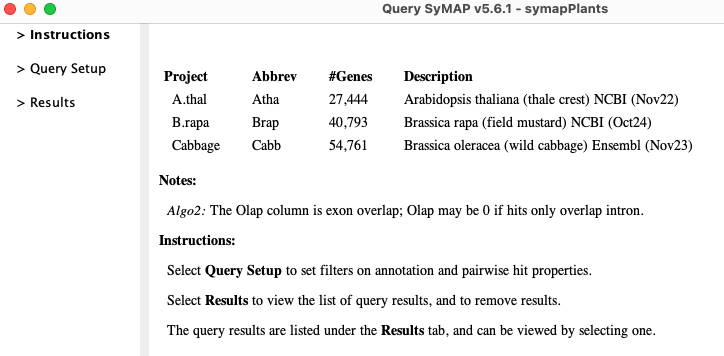 Query SyMAP v5.6.1 - symapPlants
> Instructions
> Query Setup
> Results
Project Abbrev #Genes Description
A.thal Atha 27,444 Arabidopsis thaliana (thale crest) NCBI (Nov22)
B.rapa Brap 40,793 Brassica rapa (field mustard) NCBI (Oct24)
Cabbage Cabb 54,761 Brassica oleracea (wild cabbage) Ensembl (Nov23)
Notes:
Algo2: The Olap column is exon overlap; Olap may be 0 if hits only overlap intron.
Instructions:
Select Query Setup to set filters on annotation and pairwise hit properties.
Select Results to view the list of query results, and to remove results.
The query results are listed under the Results tab, and can be viewed by selecting one.